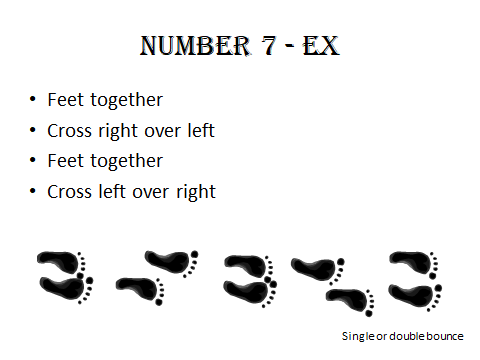 NUMBER 7 - EX
• Feet together
• Cross right over left
• Feet together
• Cross left over right
Single or double bounce